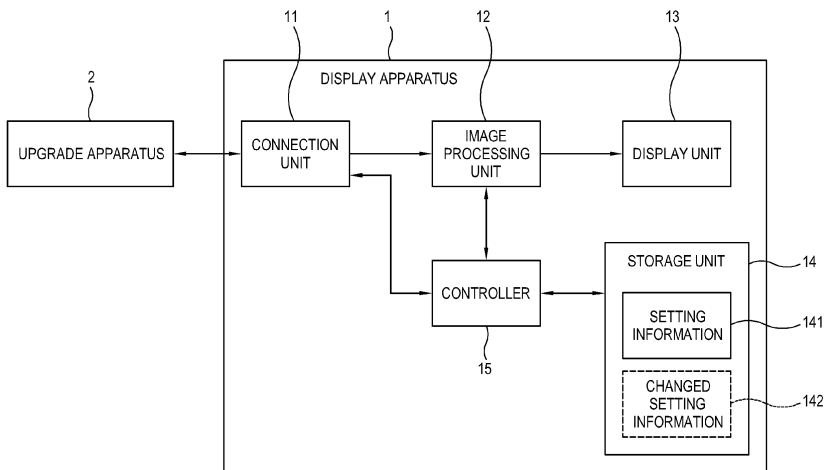 11
1
12
13
2
DISPLAY APPARATUS
UPGRADE APPARATUS
CONNECTION
UNIT
IMAGE
PROCESSING
UNIT
DISPLAY UNIT
CONTROLLER
15
STORAGE UNIT
14
SETTING
INFORMATION
141
CHANGED
SETTING
INFORMATION
142